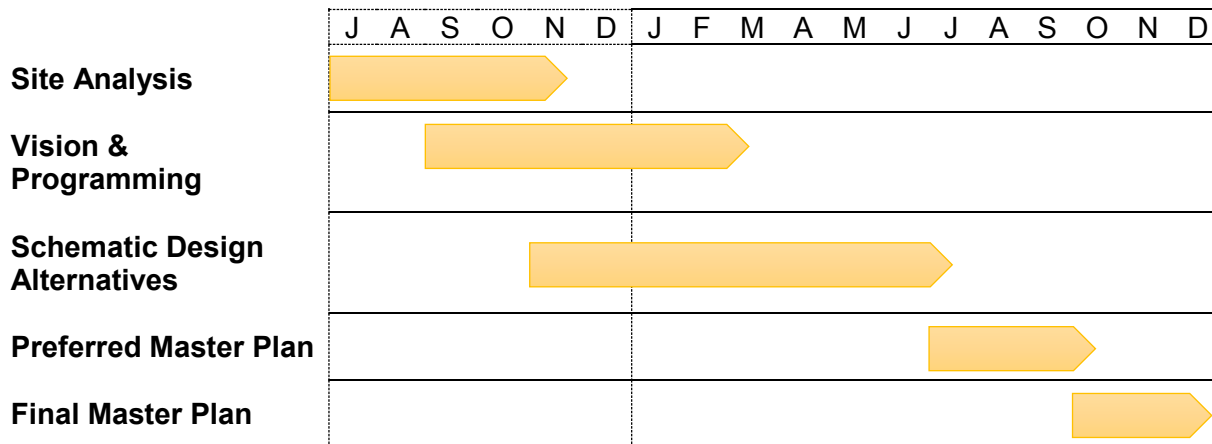 J A S O N D J F M A M J J A S O N D
Site Analysis
Vision &
Programming
Schematic Design
Alternatives
Preferred Master Plan
Final Master Plan